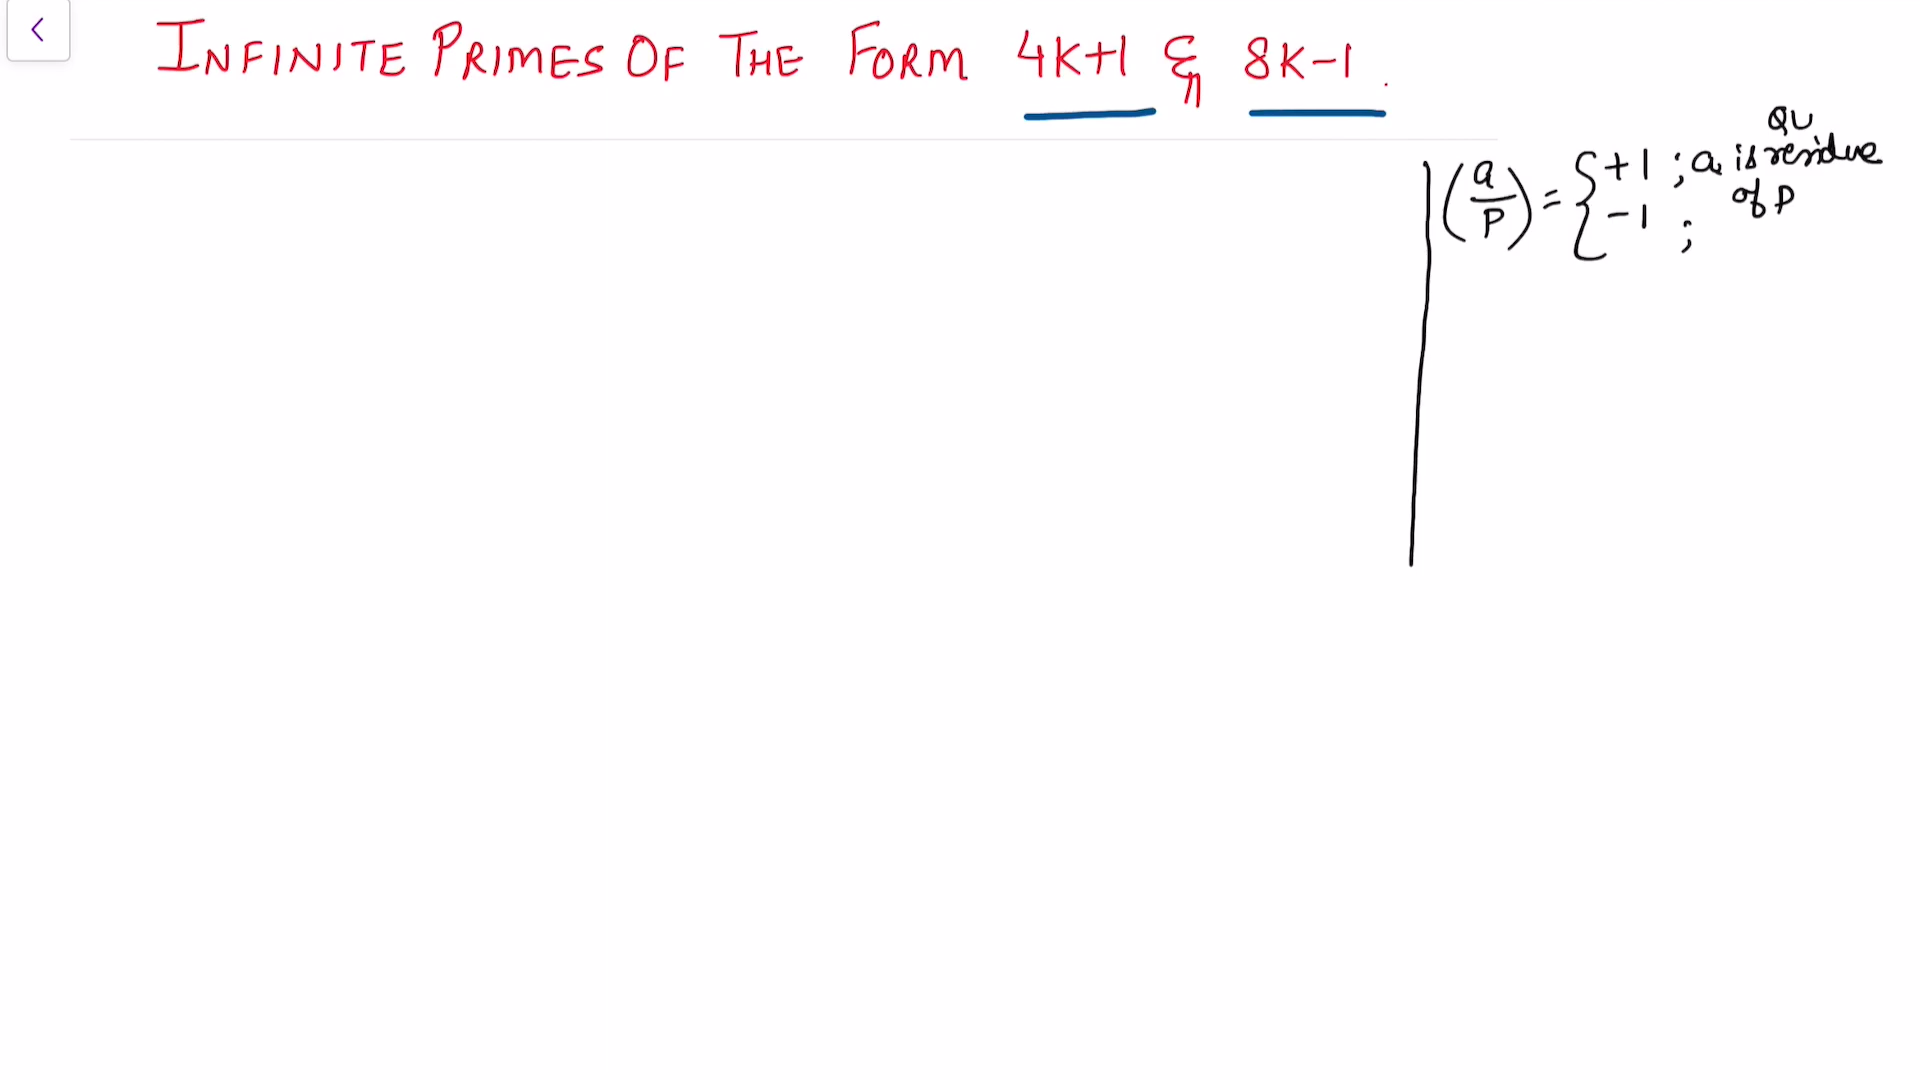 INFINITE PRIMES OF THE FORM 4K+1 & 8K-1.
(a/P) = { +1 ; a is Qu residue of P
-1 ;